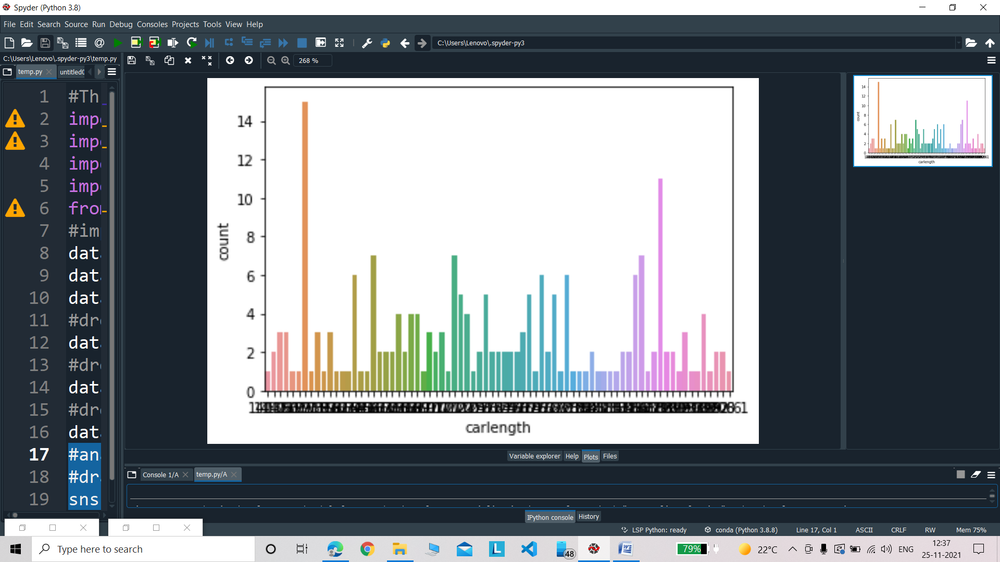 Spyder (Python 3.8)
File Edit Search Source Run Debug Consoles Projects Tools View Help
C:\Users\Lenovo\.spyder-py3
C:\Users\Lenovo\.spyder-py3\temp.py
268 %
temp.py
untitled0
1 #Th
2 imp
3 imp
4 imp
5 imp
6 fro
7 #im
8 dat
9 dat
10 dat
11 #dr
12 dat
13 #dr
14 dat
15 #dr
16 dat
17 #an
18 #dr
19 sns
14
12
10
8
6
4
2
0
count
carlength
14
12
10
8
6
4
2
0
count
carlength
Variable explorer Help Plots Files
Console 1/A temp.py/A
IPython console History
LSP Python: ready conda (Python 3.8.8) Line 17, Col 1 ASCII CRLF RW Mem 75%
Type here to search
L
W
48
79%
22°C
ENG
12:37
25-11-2021